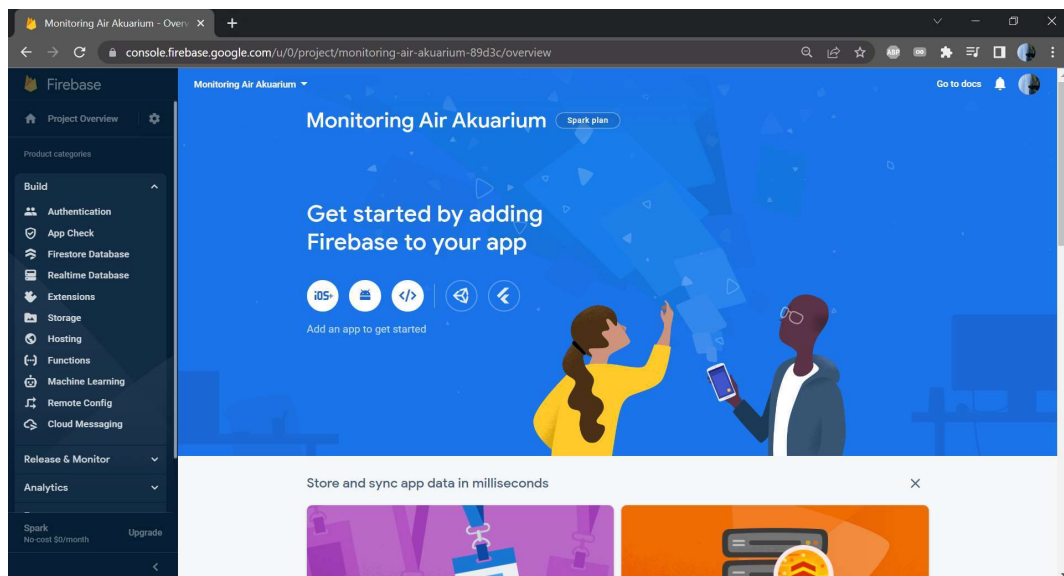 Monitoring Air Akuarium - Overv
console.firebase.google.com/u/0/project/monitoring-air-akuarium-89d3c/overview
ABP
Firebase
Project Overview
Product categories
Build
Authentication
App Check
Firestore Database
Realtime Database
Extensions
Storage
Hosting
Functions
Machine Learning
Remote Config
Cloud Messaging
Release & Monitor
Analytics
Spark
No-cost $0/month
Upgrade
Monitoring Air Akuarium
Go to docs
Monitoring Air Akuarium
Spark plan
Get started by adding
Firebase to your app
iOS+
</>
Add an app to get started
Store and sync app data in milliseconds